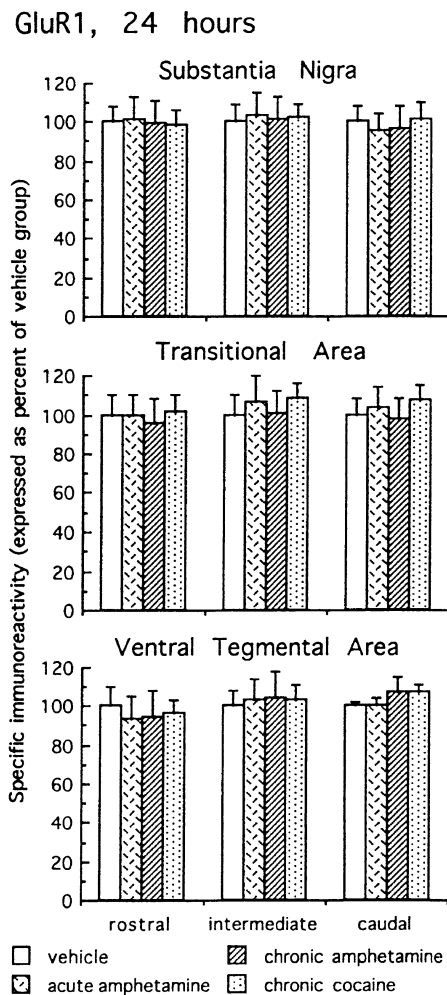 GluR1, 24 hours
Specific immunoreactivity (expressed as percent of vehicle group)
Substantia Nigra
120
100
80
60
40
20
0
Transitional Area
120
100
80
60
40
20
0
Ventral Tegmental Area
120
100
80
60
40
20
0
rostral intermediate caudal
vehicle chronic amphetamine
acute amphetamine chronic cocaine